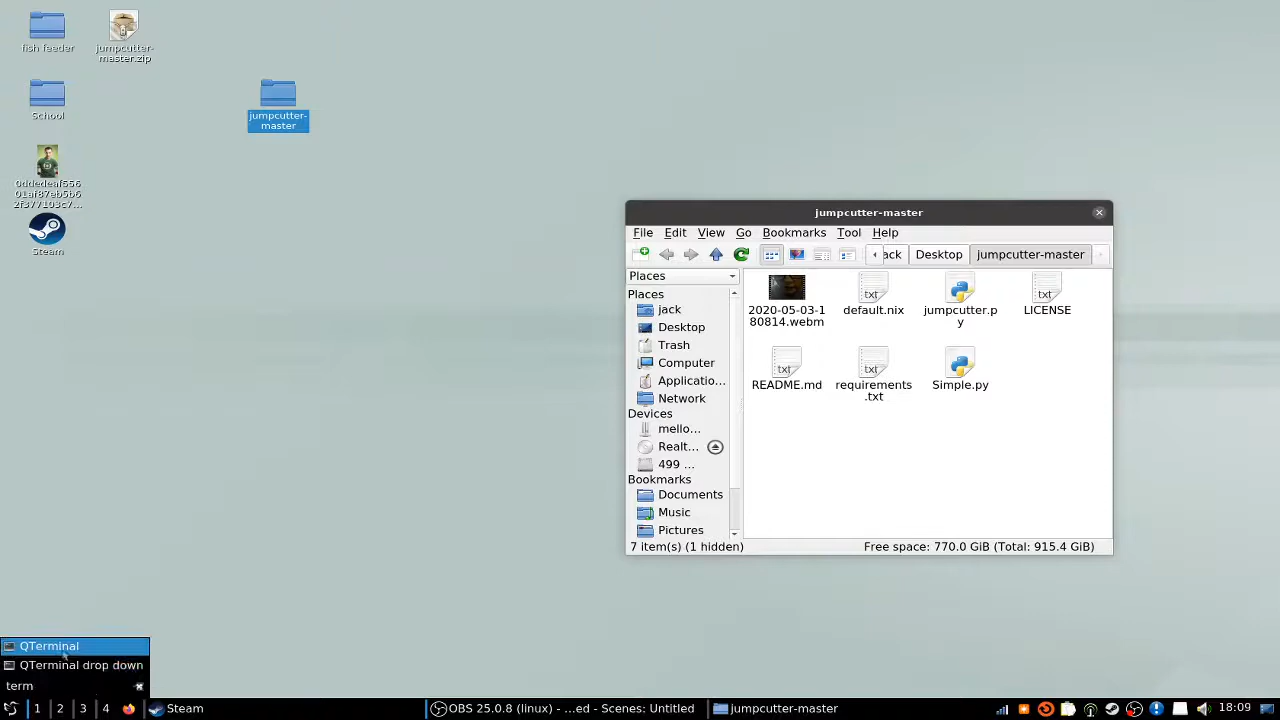 fish feeder
jumpcutter-
master.zip
School
jumpcutter-
master
0ddedeaf556
01af87eb5b6
2f377103c7...
Steam
jumpcutter-master
File Edit View Go Bookmarks Tool Help
ack Desktop jumpcutter-master
Places
Places
jack
Desktop
Trash
Computer
Applicatio...
Network
Devices
mello...
Realt...
499 ...
Bookmarks
Documents
Music
Pictures
2020-05-03-1
80814.webm
default.nix
jumpcutter.p
y
LICENSE
README.md
requirements
.txt
Simple.py
7 item(s) (1 hidden) Free space: 770.0 GiB (Total: 915.4 GiB)
QTerminal
QTerminal drop down
term
1 2 3 4 Steam OBS 25.0.8 (linux) - ...ed - Scenes: Untitled jumpcutter-master 18:09